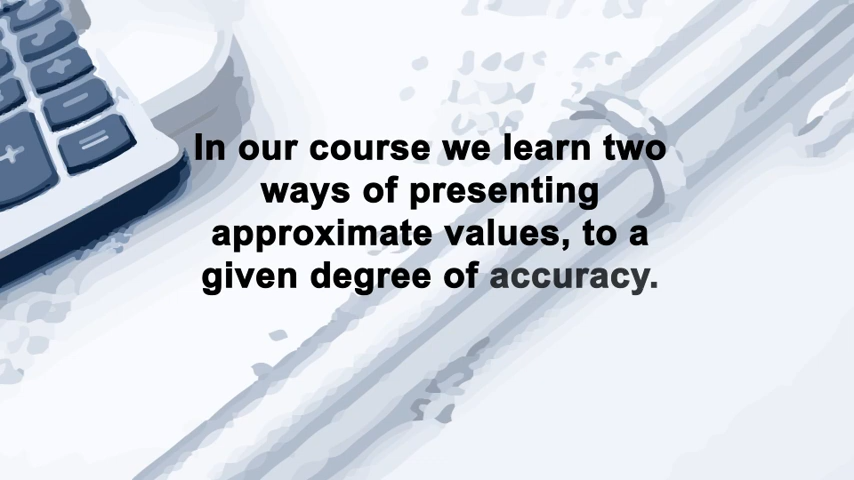 In our course we learn two
ways of presenting
approximate values, to a
given degree of accuracy.